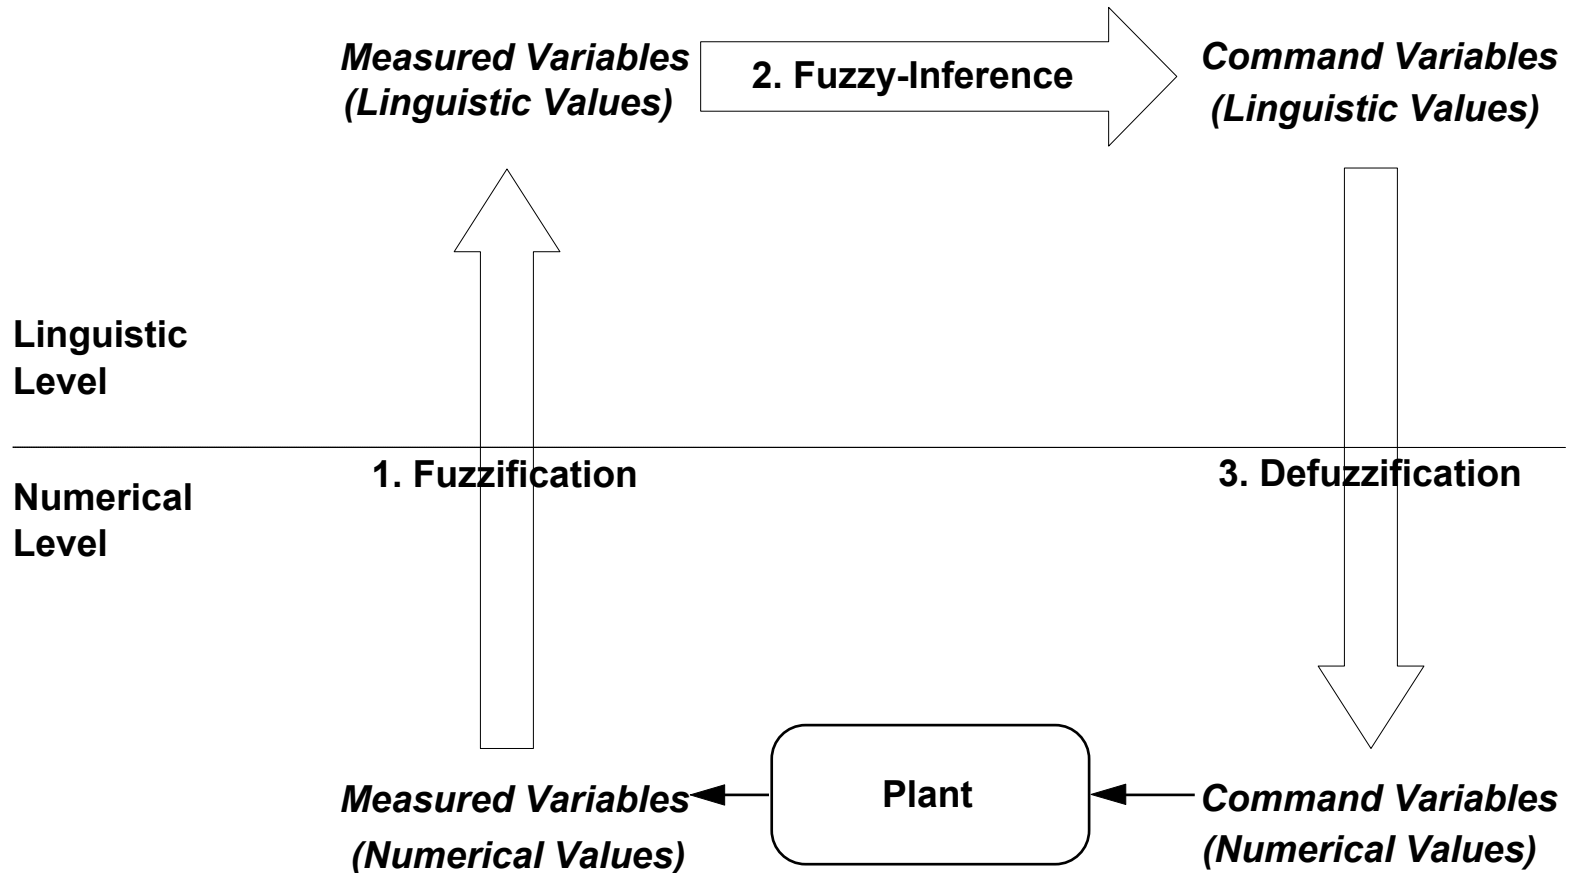 Measured Variables
(Linguistic Values)
2. Fuzzy-Inference
Command Variables
(Linguistic Values)
Linguistic
Level
1. Fuzzification
3. Defuzzification
Numerical
Level
Measured Variables
(Numerical Values)
Plant
Command Variables
(Numerical Values)